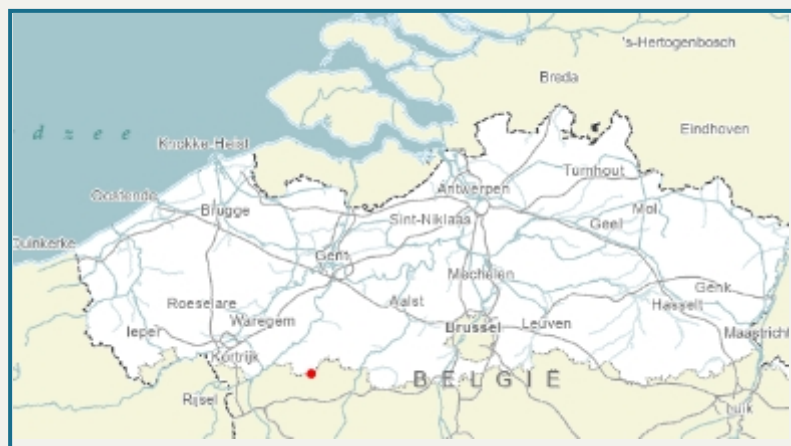 's-Hertogenbosch
Breda
d z e e
Eindhoven
Knokke-Heist
Turnhout
Oostende
Antwerpen
Mol
Brugge
Sint-Niklaas
Geel
Duinkerke
Gent
Mechelen
Genk
Roeselare
Aalst
Hasselt
Ieper
Waregem
Brussel
Leuven
Maastricht
Kortrijk
BELGIË
Rijsel
Luik